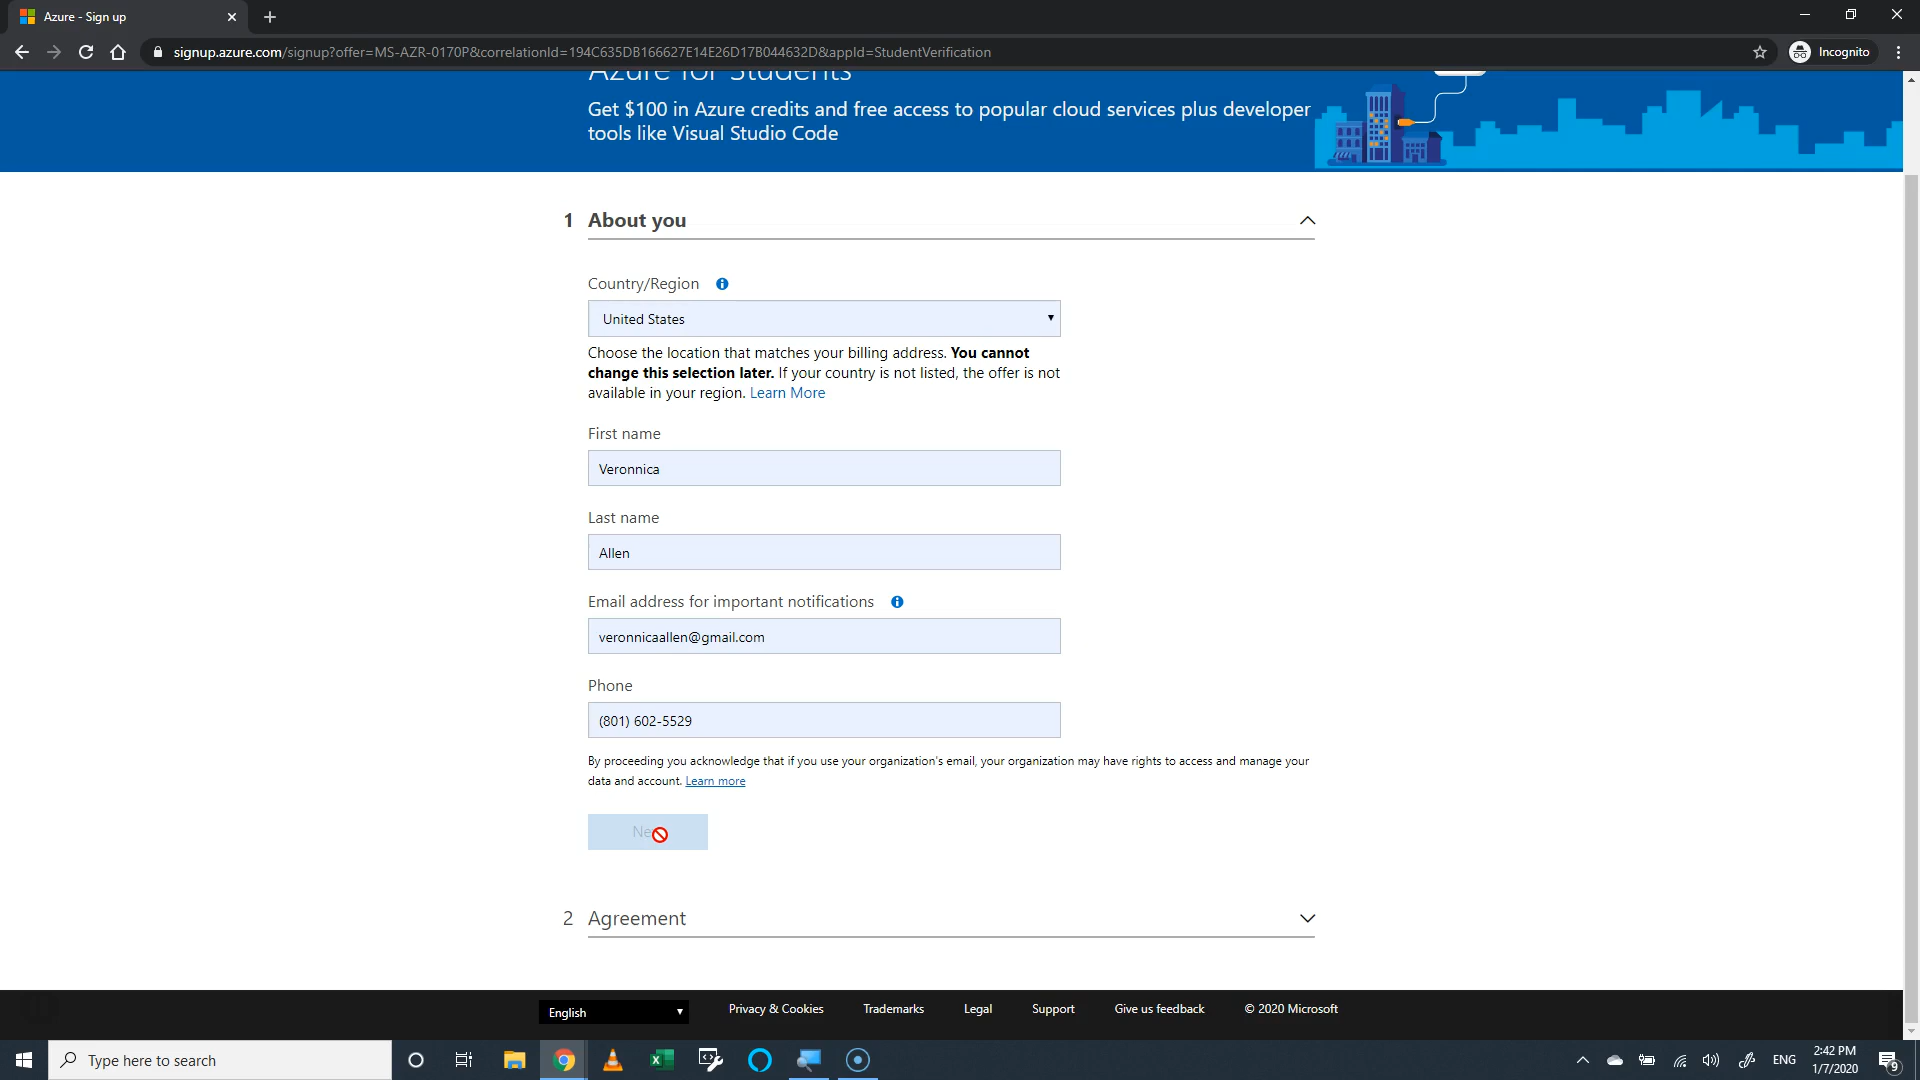 Azure - Sign up
signup.azure.com/signup?offer=MS-AZR-0170P&correlationId=194C635DB166627E14E26D17B044632D&appId=StudentVerification
Incognito
Azure for Students
Get $100 in Azure credits and free access to popular cloud services plus developer
tools like Visual Studio Code
1 About you
Country/Region
United States
Choose the location that matches your billing address. You cannot
change this selection later. If your country is not listed, the offer is not
available in your region. Learn More
First name
Veronnica
Last name
Allen
Email address for important notifications
veronnicaallen@gmail.com
Phone
(801) 602-5529
By proceeding you acknowledge that if you use your organization's email, your organization may have rights to access and manage your
data and account. Learn more
2 Agreement
English
Privacy & Cookies
Trademarks
Legal
Support
Give us feedback
© 2020 Microsoft
Type here to search
ENG
2:42 PM
1/7/2020
9